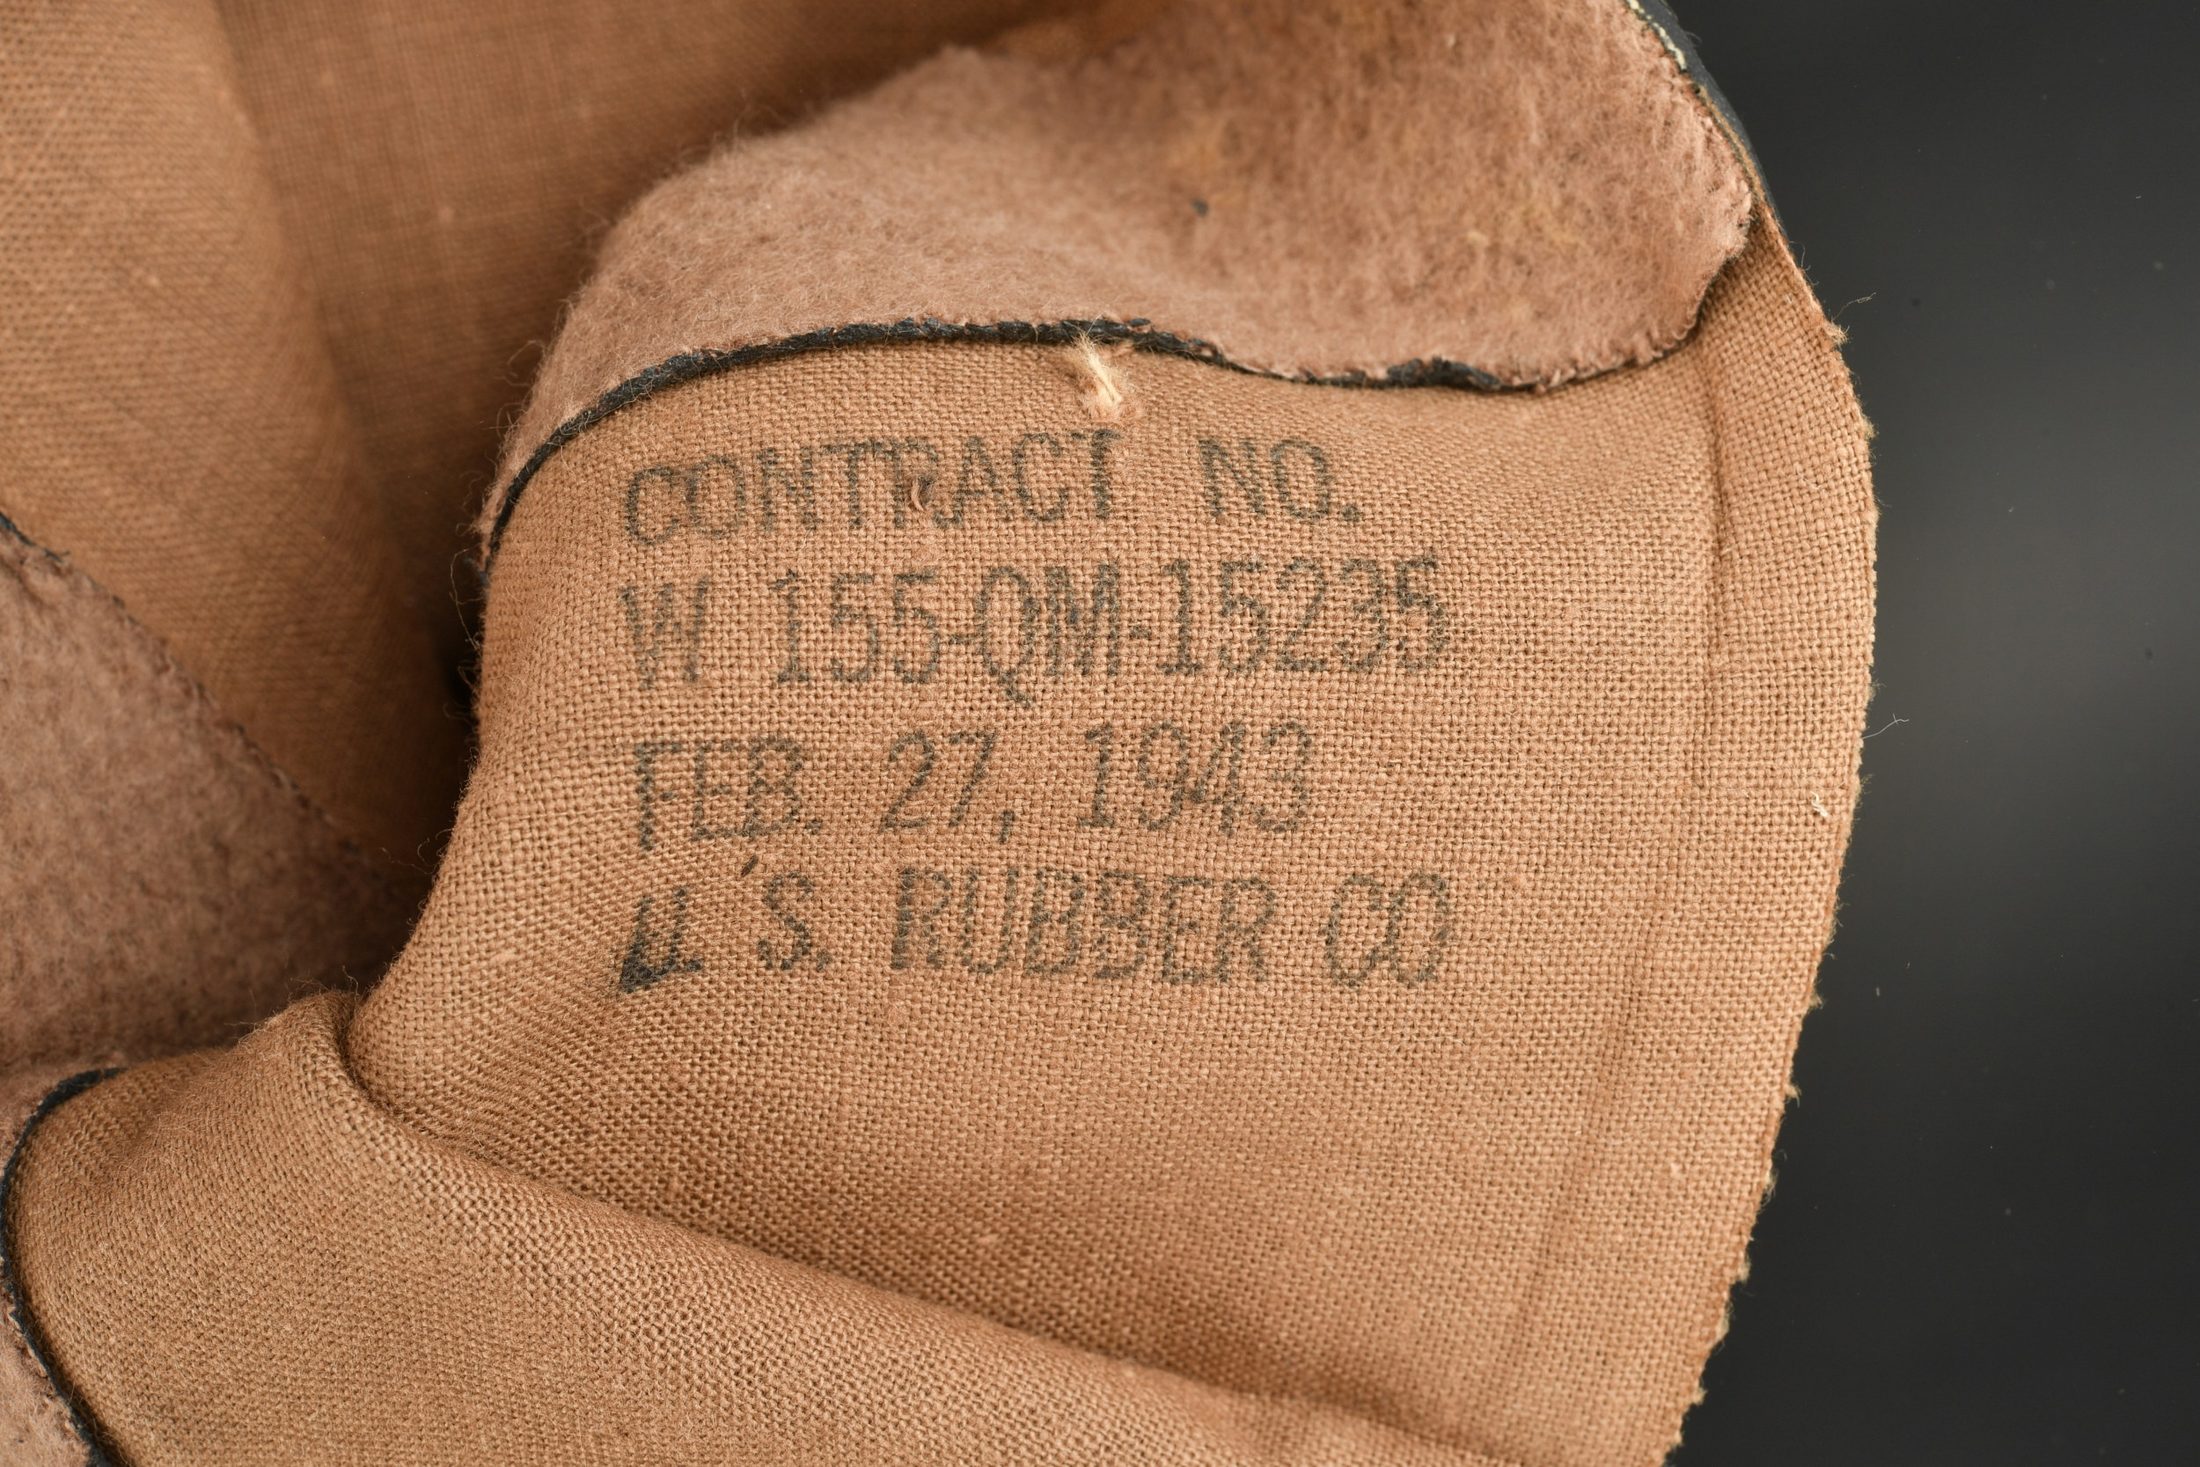 CONTRACT NO.
W 155-QM-15235
FEB. 27, 1943
U.S. RUBBER CO